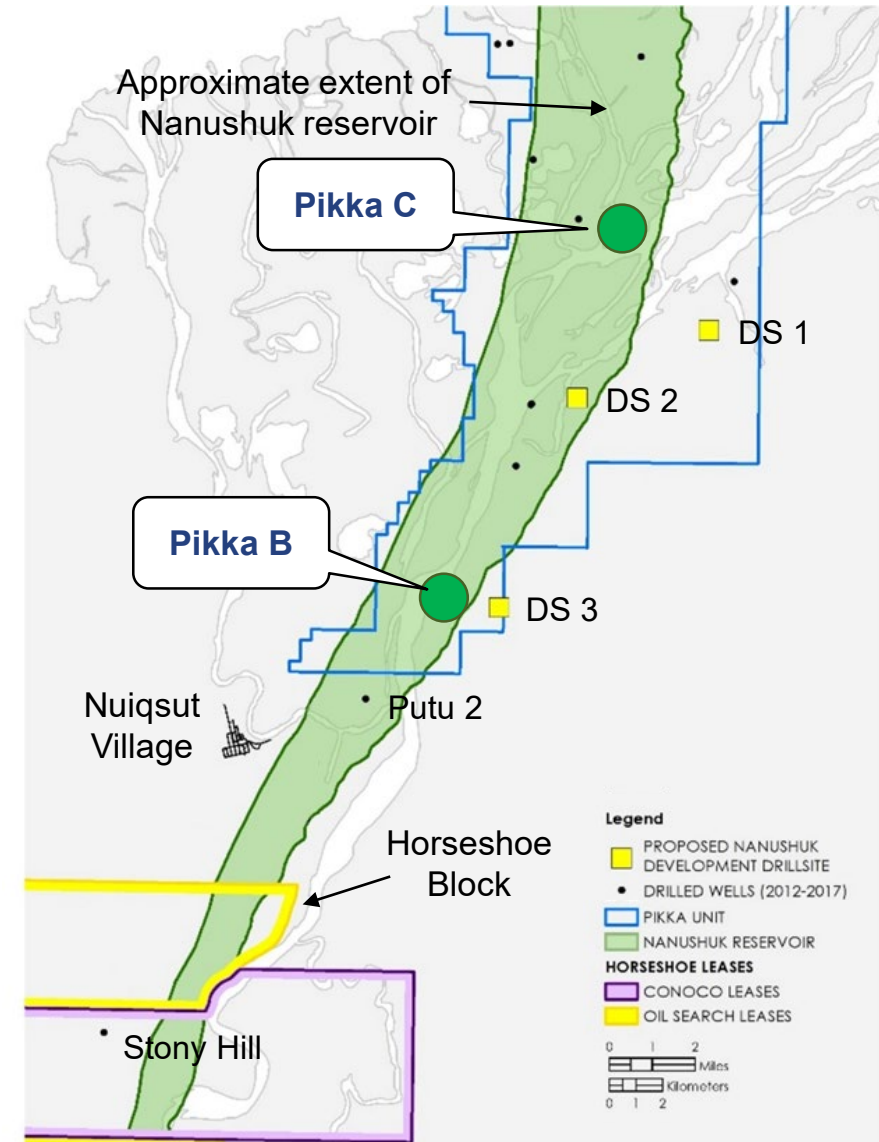 Approximate extent of
Nanushuk reservoir
Pikka C
DS 1
DS 2
Pikka B
DS 3
Nuiqsut
Village
Putu 2
Horseshoe
Block
Stony Hill
Legend
PROPOSED NANUSHUK
DEVELOPMENT DRILLSITE
DRILLED WELLS (2012-2017)
PIKKA UNIT
NANUSHUK RESERVOIR
HORSESHOE LEASES
CONOCO LEASES
OIL SEARCH LEASES
0 1 2
Miles
Kilometers
0 1 2